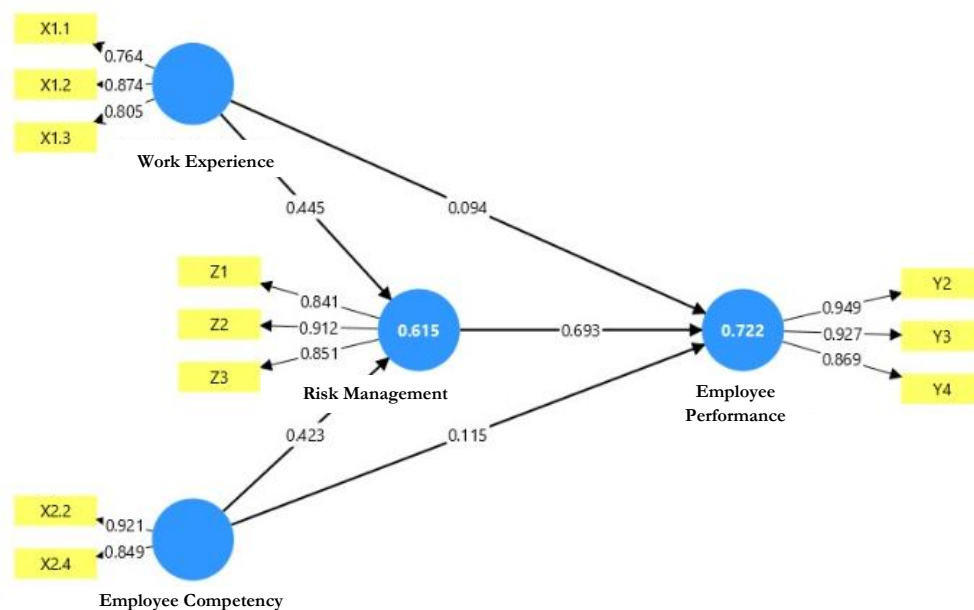 X1.1
0.764
X1.2
0.874
0.805
X1.3
Work Experience
0.445
0.094
Z1
0.841
Z2
0.912
0.851
Z3
0.615
Risk Management
0.693
0.722
Employee
Performance
0.949
Y2
0.927
Y3
0.869
Y4
0.423
0.115
X2.2
0.921
0.849
X2.4
Employee Competency